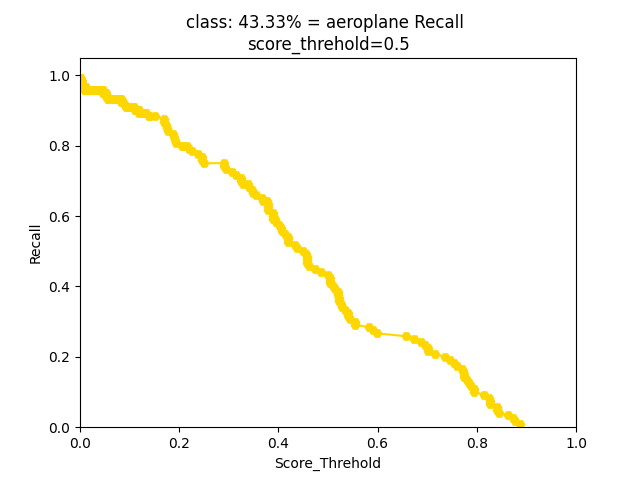 class: 43.33% = aeroplane Recall
score_threhold=0.5
1.0
0.8
0.6
0.4
0.2
0.0
Recall
0.0 0.2 0.4 0.6 0.8 1.0
Score_Threhold